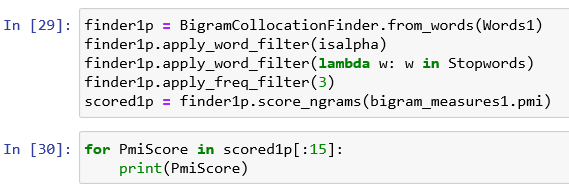 In [29]: finder1p = BigramCollocationFinder.from_words(Words1)
finder1p.apply_word_filter(isalpha)
finder1p.apply_word_filter(lambda w: w in Stopwords)
finder1p.apply_freq_filter(3)
scored1p = finder1p.score_ngrams(bigram_measures1.pmi)
In [30]: for PmiScore in scored1p[:15]:
print(PmiScore)